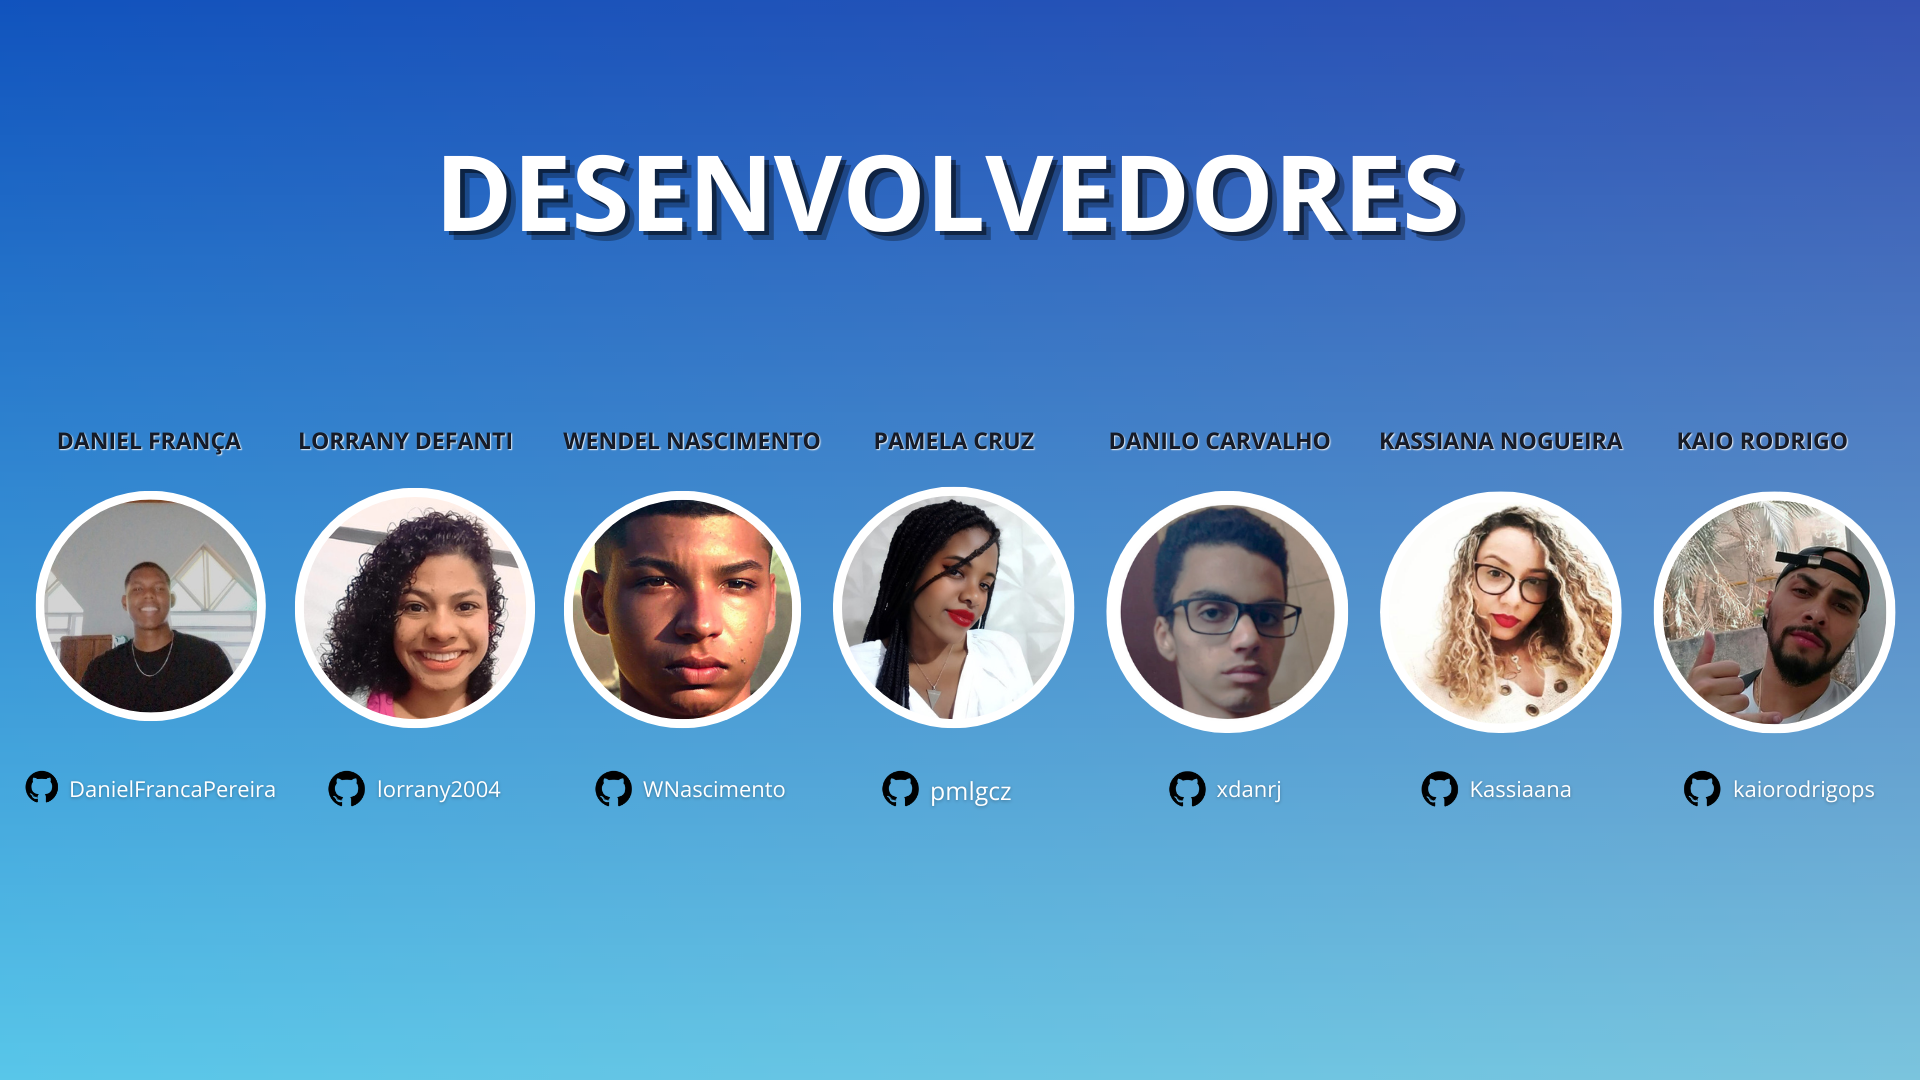 DESENVOLVEDORES
DANIEL FRANÇA
LORRANY DEFANTI
WENDEL NASCIMENTO
PAMELA CRUZ
DANILO CARVALHO
KASSIANA NOGUEIRA
KAIO RODRIGO
DanielFrancaPereira
lorrany2004
WNascimento
pmlgcz
xdanrj
Kassiaana
kaiorodrigops